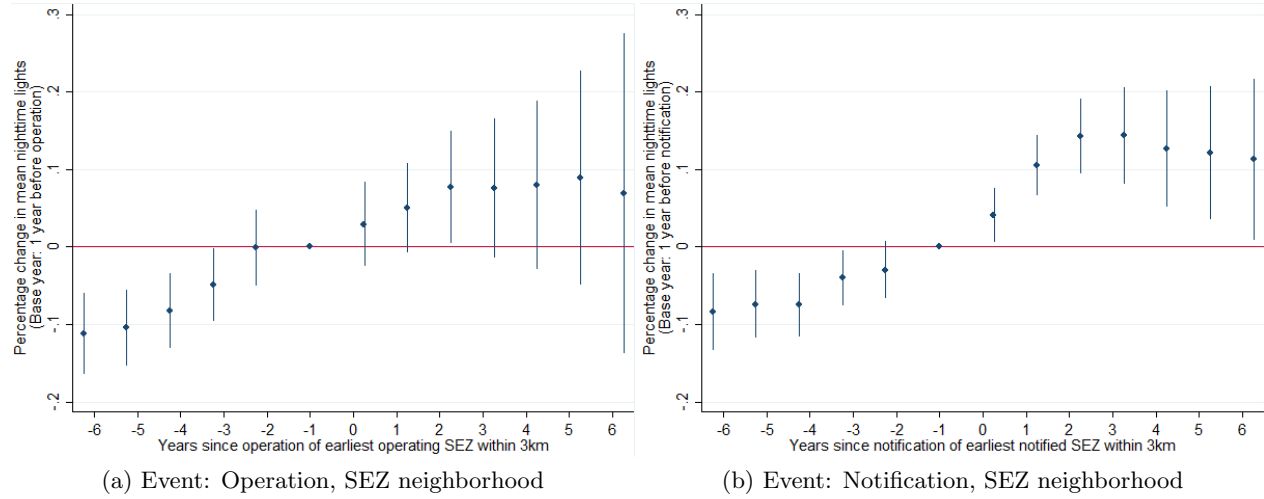 Percentage change in mean nighttime lights
(Base year: 1 year before operation)
.3
.2
.1
0
-.1
-.2
-6 -5 -4 -3 -2 -1 0 1 2 3 4 5 6
Years since operation of earliest operating SEZ within 3km
(a) Event: Operation, SEZ neighborhood
Percentage change in mean nighttime lights
(Base year: 1 year before notification)
.3
.2
.1
0
-.1
-.2
-6 -5 -4 -3 -2 -1 0 1 2 3 4 5 6
Years since notification of earliest notified SEZ within 3km
(b) Event: Notification, SEZ neighborhood